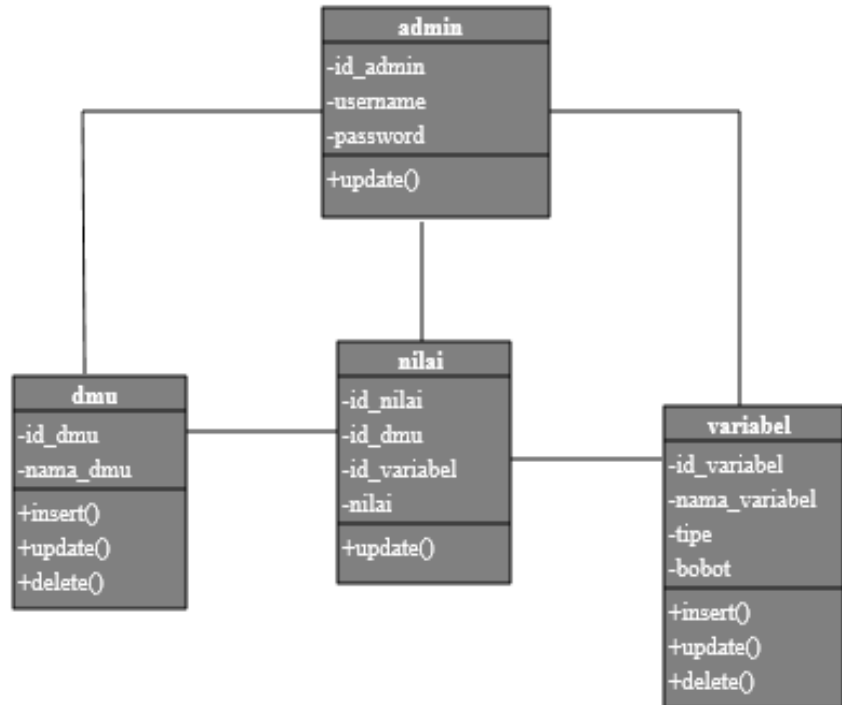 admin
-id_admin
-username
-password
+update()
dmu
-id_dmu
-nama_dmu
+insert()
+update()
+delete()
nilai
-id_nilai
-id_dmu
-id_variabel
-nilai
+update()
variabel
-id_variabel
-nama_variabel
-tipe
-bobot
+insert()
+update()
+delete()